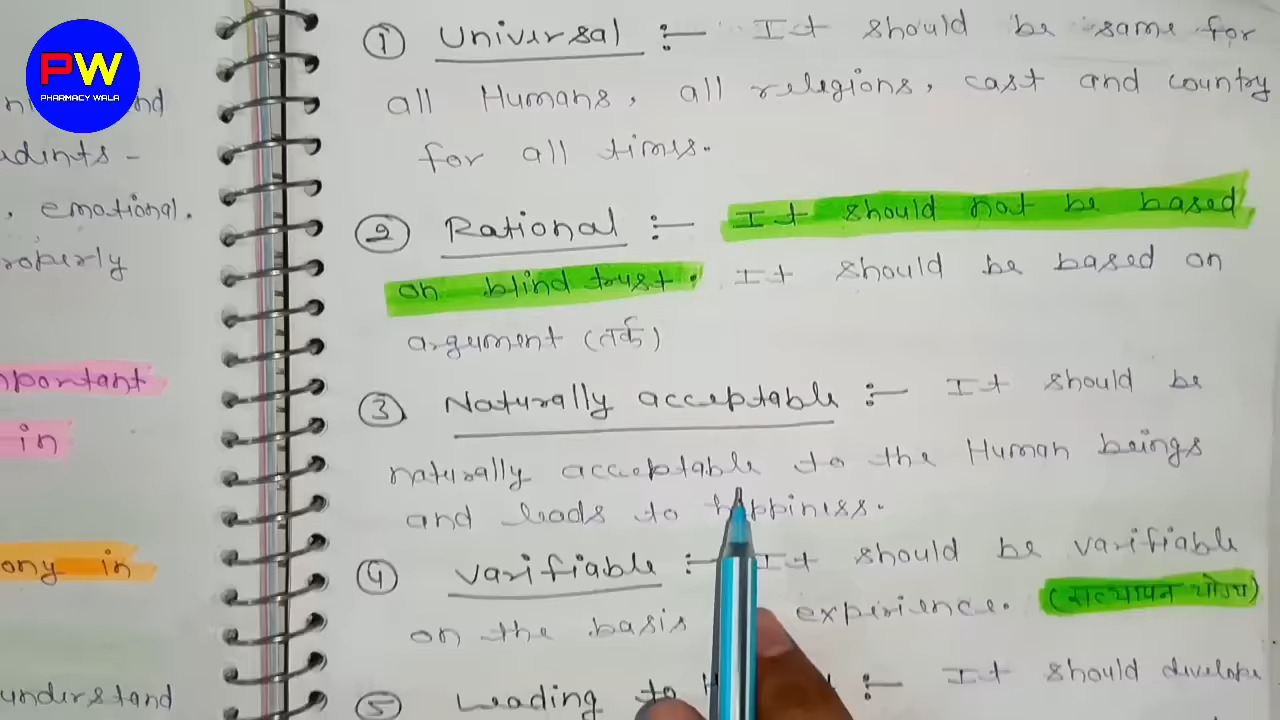 PW
PHARMACY WALA
nd
udents -
, emotional.
roperly
mportant
in
ony in
understand
① Universal :- It should be same for
all Humans, all religions, cast and country
for all times.
② Rational :- It should not be based
on blind trust. It should be based on
argument (तर्क)
③ Naturally acceptable :- It should be
naturally acceptable to the Human beings
and leads to happiness.
④ Varifiable :- It should be varifiable
on the basis experience. (सत्यापन योग्य)
⑤ Leading to :- It should develope